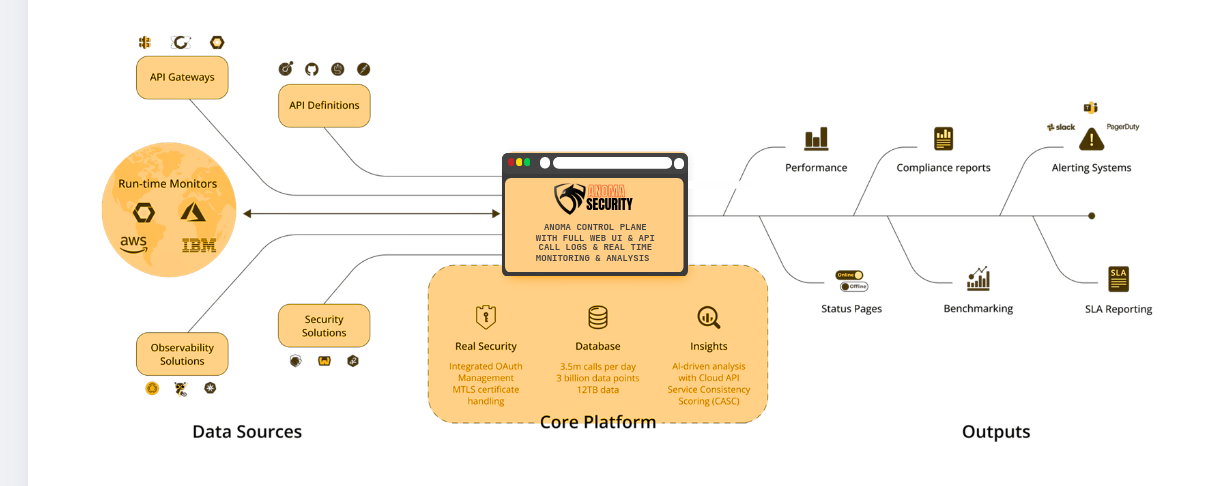 API Gateways
API Definitions
Run-time Monitors
aws
IBM
Observability
Solutions
Security
Solutions
Data Sources
ANOMA
SECURITY
ANOMA CONTROL PLANE
WITH FULL WEB UI & API
CALL LOGS & REAL TIME
MONITORING & ANALYSIS
Real Security
Integrated OAuth
Management
MTLS certificate
handling
Database
3.5m calls per day
3 billion data points
12TB data
Insights
AI-driven analysis
with Cloud API
Service Consistency
Scoring (CASC)
Core Platform
Performance
Compliance reports
slack
PagerDuty
Alerting Systems
Online
Offline
Status Pages
Benchmarking
SLA
SLA Reporting
Outputs